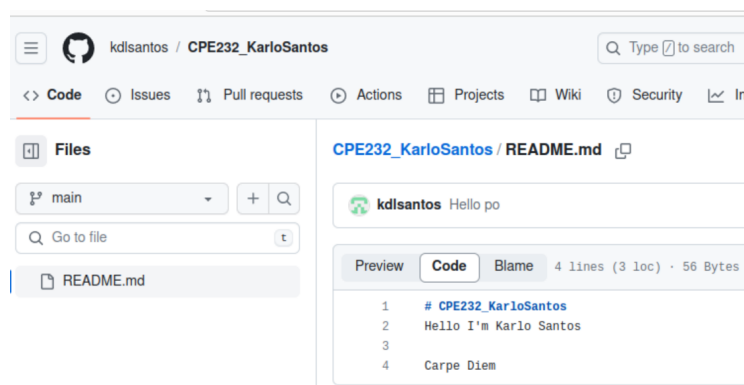 kdlsantos / CPE232_KarloSantos
Type / to search
Code Issues Pull requests Actions Projects Wiki Security
Files
CPE232_KarloSantos / README.md
main
kdlsantos Hello po
Go to file t
Preview Code Blame 4 lines (3 loc) · 56 Bytes
README.md
1 # CPE232_KarloSantos
2 Hello I'm Karlo Santos
3
4 Carpe Diem